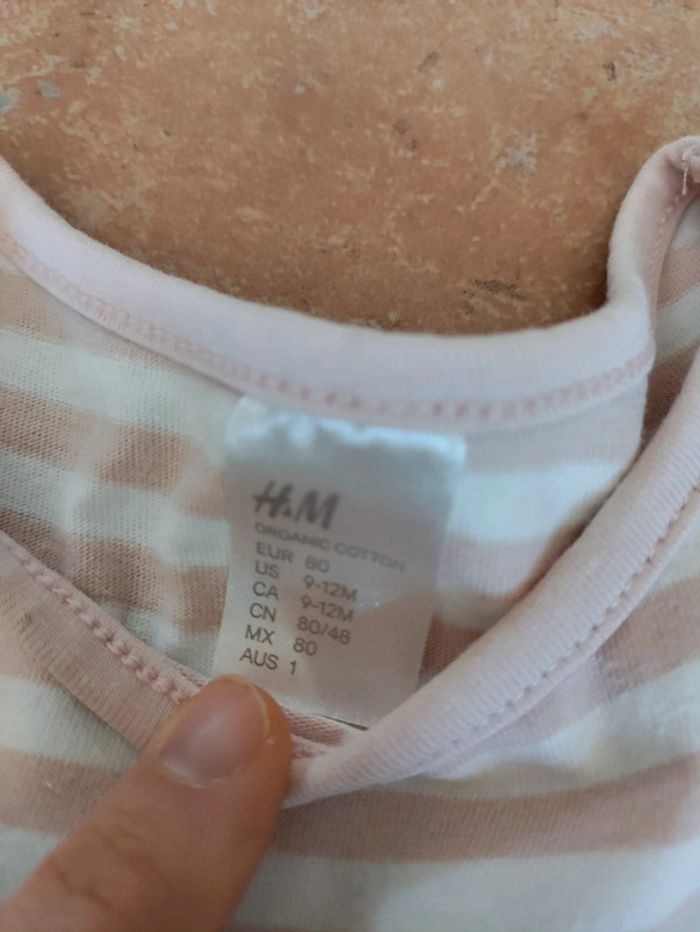 H&M
ORGANIC COTTON
EUR 80
US 9-12M
CA 9-12M
CN 80/48
MX 80
AUS 1